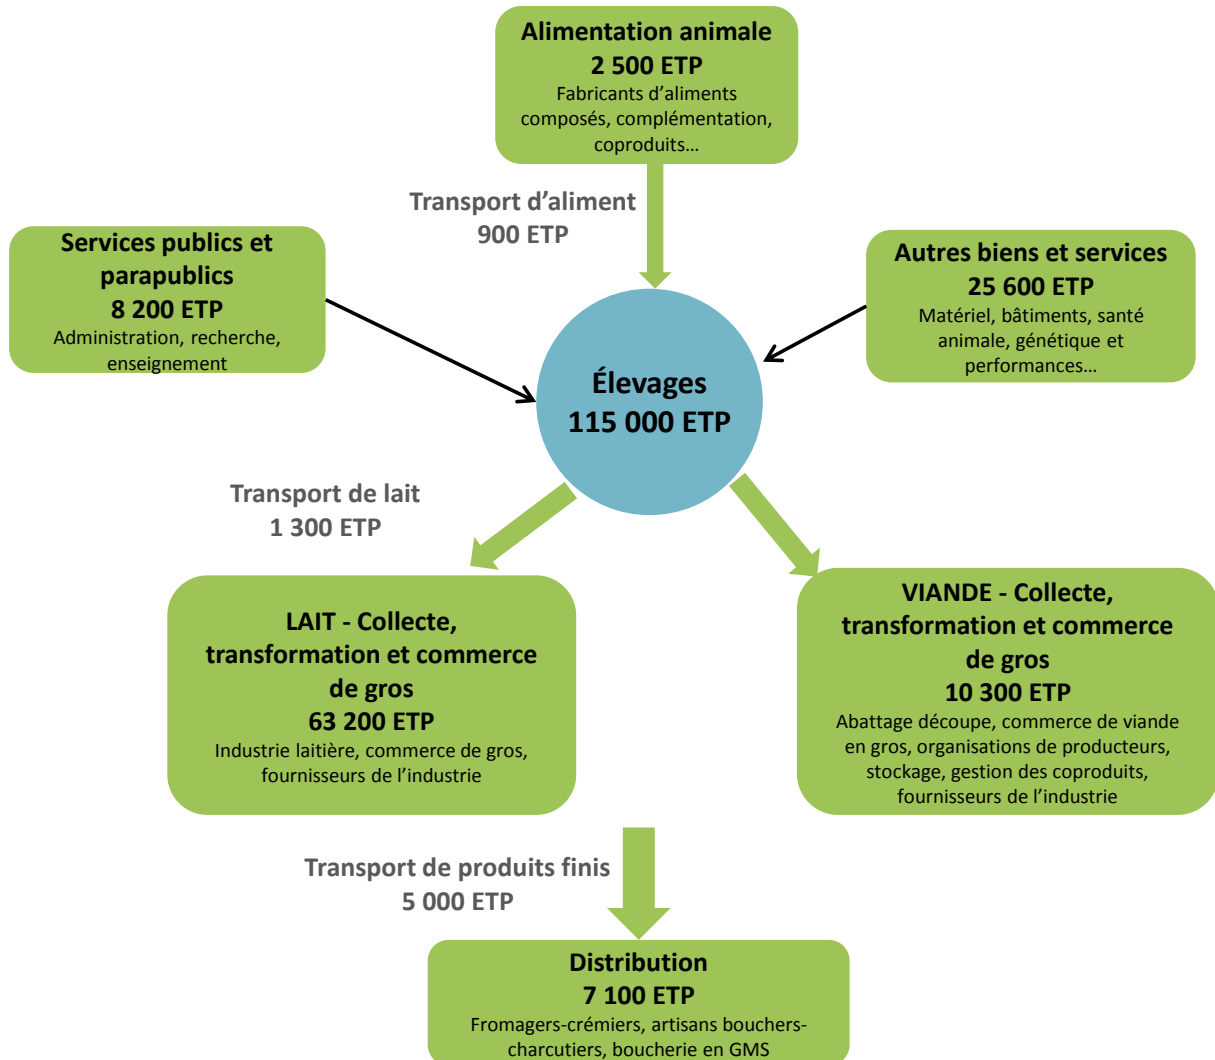 Alimentation animale
2 500 ETP
Fabricants d’aliments
composés, complémentation,
coproduits…
Transport d’aliment
900 ETP
Services publics et
parapublics
8 200 ETP
Administration, recherche,
enseignement
Autres biens et services
25 600 ETP
Matériel, bâtiments, santé
animale, génétique et
performances…
Élevages
115 000 ETP
Transport de lait
1 300 ETP
LAIT - Collecte,
transformation et commerce
de gros
63 200 ETP
Industrie laitière, commerce de gros,
fournisseurs de l’industrie
VIANDE - Collecte,
transformation et commerce
de gros
10 300 ETP
Abattage découpe, commerce de viande
en gros, organisations de producteurs,
stockage, gestion des coproduits,
fournisseurs de l’industrie
Transport de produits finis
5 000 ETP
Distribution
7 100 ETP
Fromagers-crémiers, artisans bouchers-
charcutiers, boucherie en GMS